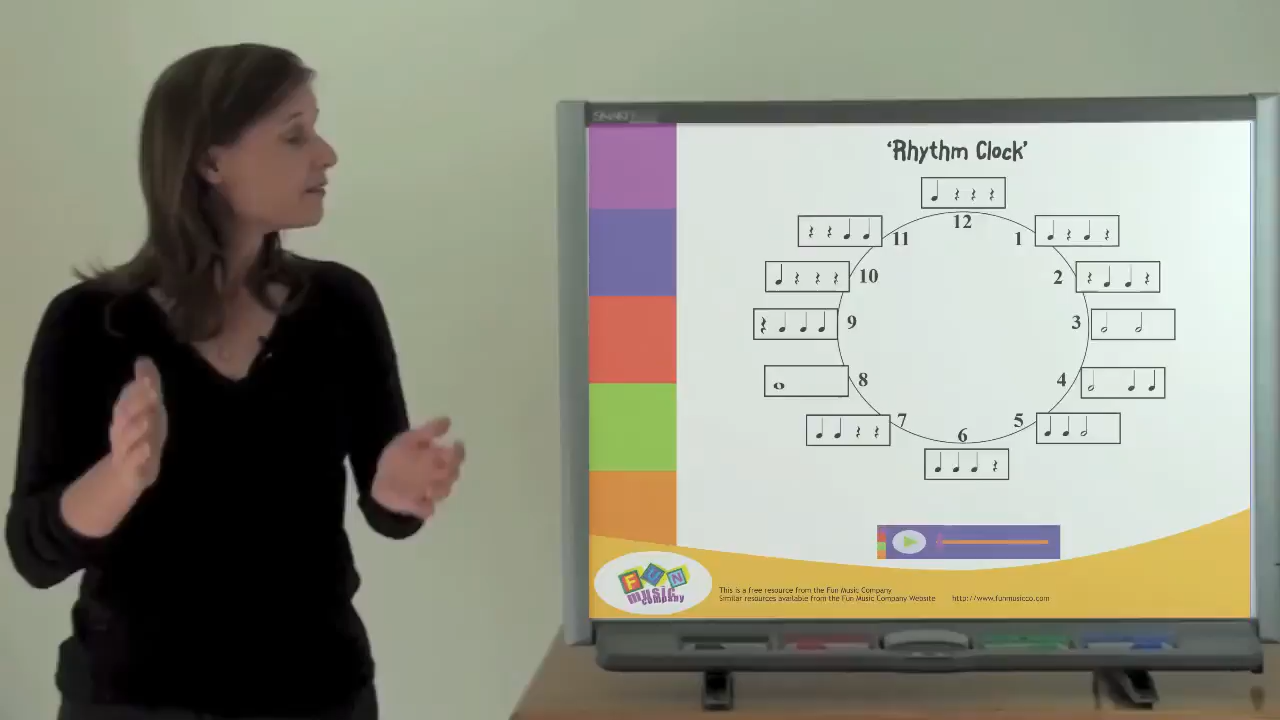 SMART
'Rhythm Clock'
12
11
1
10
2
9
3
8
4
7
5
6
FUN
music
company
This is a free resource from the Fun Music Company
Similar resources available from the Fun Music Company Website http://www.funmusicco.com